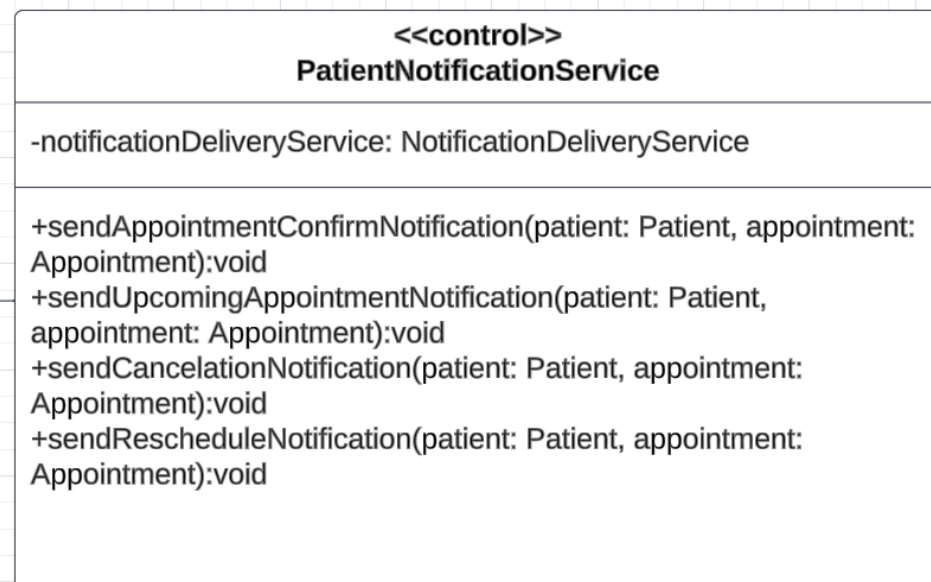 <<control>>
PatientNotificationService
-notificationDeliveryService: NotificationDeliveryService
+sendAppointmentConfirmNotification(patient: Patient, appointment:
Appointment):void
+sendUpcomingAppointmentNotification(patient: Patient,
appointment: Appointment):void
+sendCancelationNotification(patient: Patient, appointment:
Appointment):void
+sendRescheduleNotification(patient: Patient, appointment:
Appointment):void